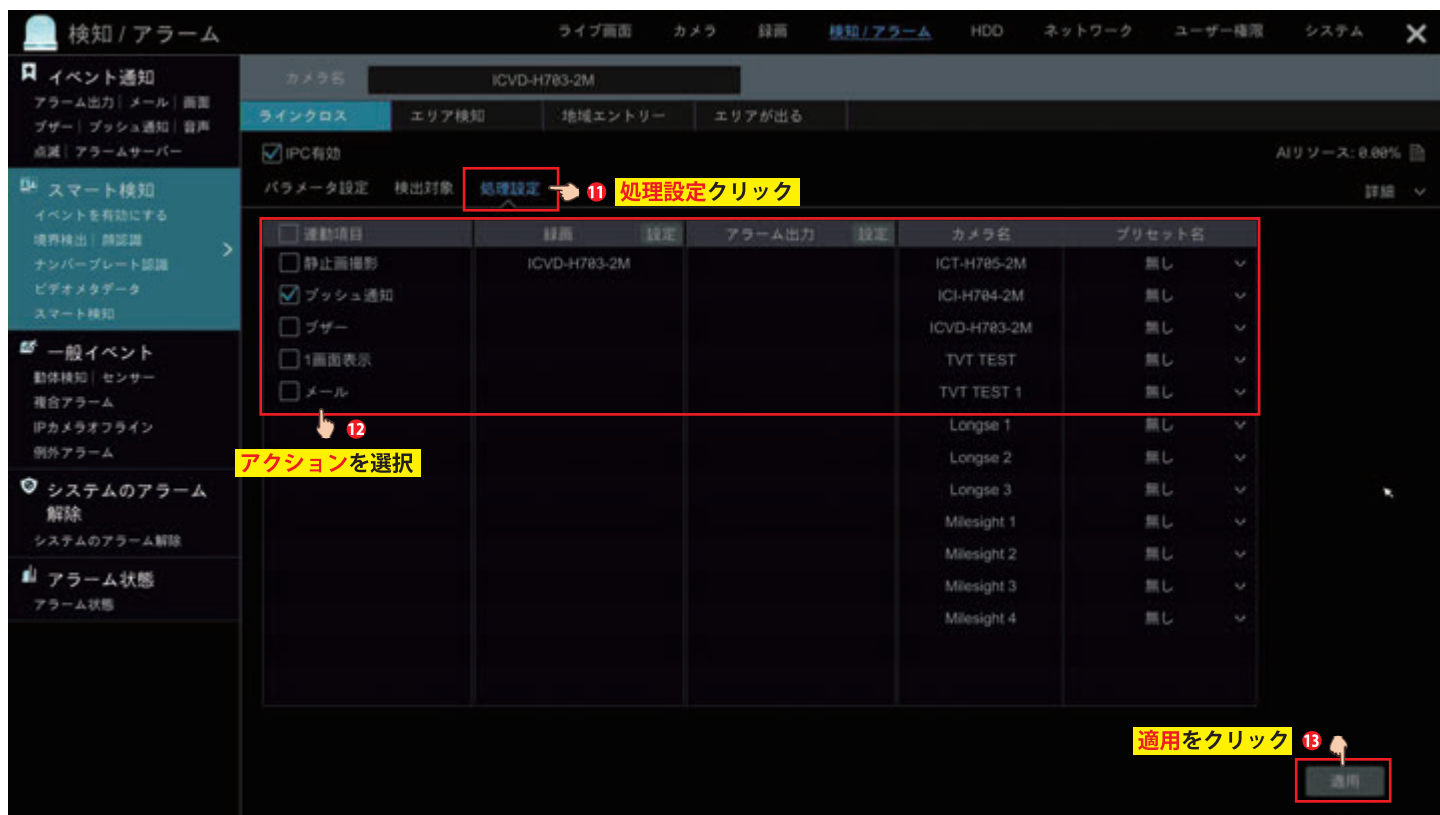 検知 / アラーム
ライブ画面 カメラ 録画 検知 / アラーム HDD ネットワーク ユーザー権限 システム
イベント通知
アラーム出力 | メール | 画面
ブザー | プッシュ通知 | 音声
点滅 | アラームサーバー
スマート検知
イベントを有効にする
境界検出 | 顔認識
ナンバープレート認識
ビデオメタデータ
スマート検知
一般イベント
動体検知 | センサー
複合アラーム
IPカメラオフライン
例外アラーム
システムのアラーム
解除
システムのアラーム解除
アラーム状態
アラーム状態
カメラ名 ICVD-H703-2M
ラインクロス エリア検知 地域エントリー エリアが出る
IPC有効 AIリソース: 0.00%
パラメータ設定 検出対象 処理設定 11 処理設定クリック 詳細
連動項目 録画 設定 アラーム出力 設定 カメラ名 プリセット名
静止画撮影 ICVD-H703-2M ICT-H705-2M 無し
プッシュ通知 ICI-H704-2M 無し
ブザー ICVD-H703-2M 無し
1画面表示 TVT TEST 無し
メール TVT TEST 1 無し
12 Longse 1 無し
アクションを選択 Longse 2 無し
Longse 3 無し
Milesight 1 無し
Milesight 2 無し
Milesight 3 無し
Milesight 4 無し
適用をクリック 13
適用